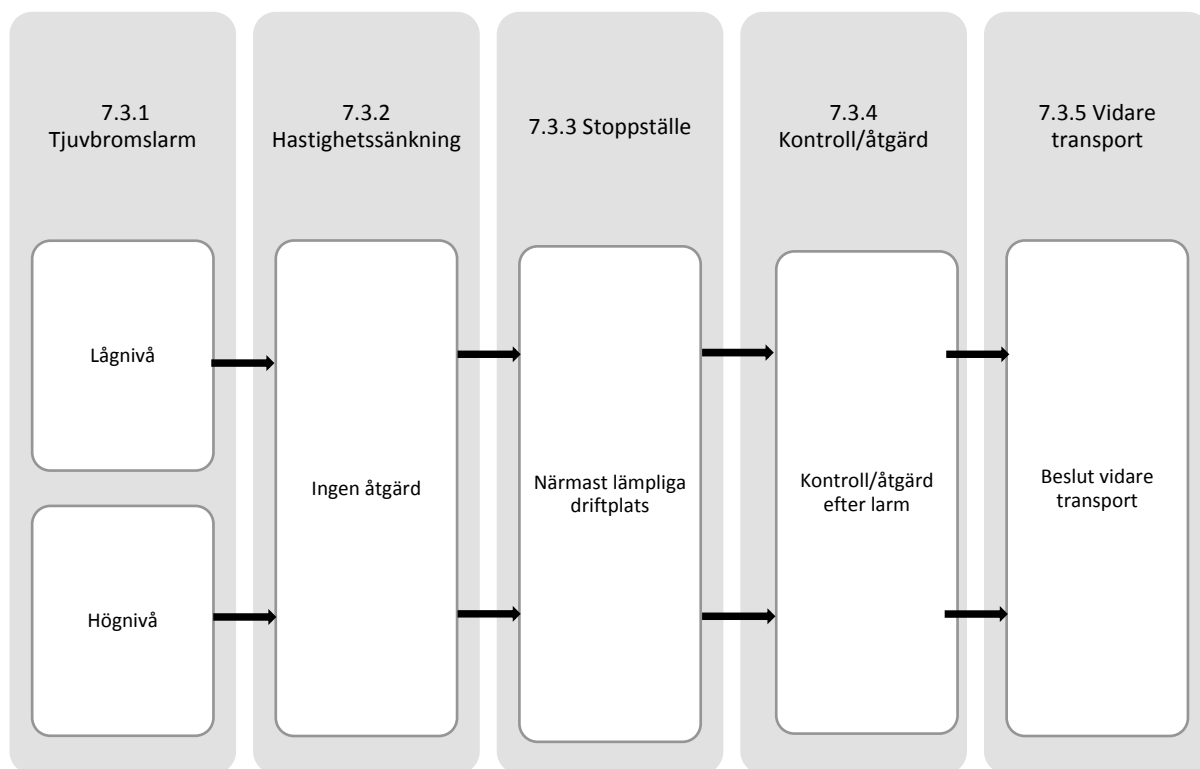 7.3.1
Tjuvbromslarm
7.3.2
Hastighetssänkning
7.3.3 Stoppställe
7.3.4
Kontroll/åtgärd
7.3.5 Vidare
transport
Lågnivå
Högnivå
Ingen åtgärd
Närmast lämpliga
driftplats
Kontroll/åtgärd
efter larm
Beslut vidare
transport